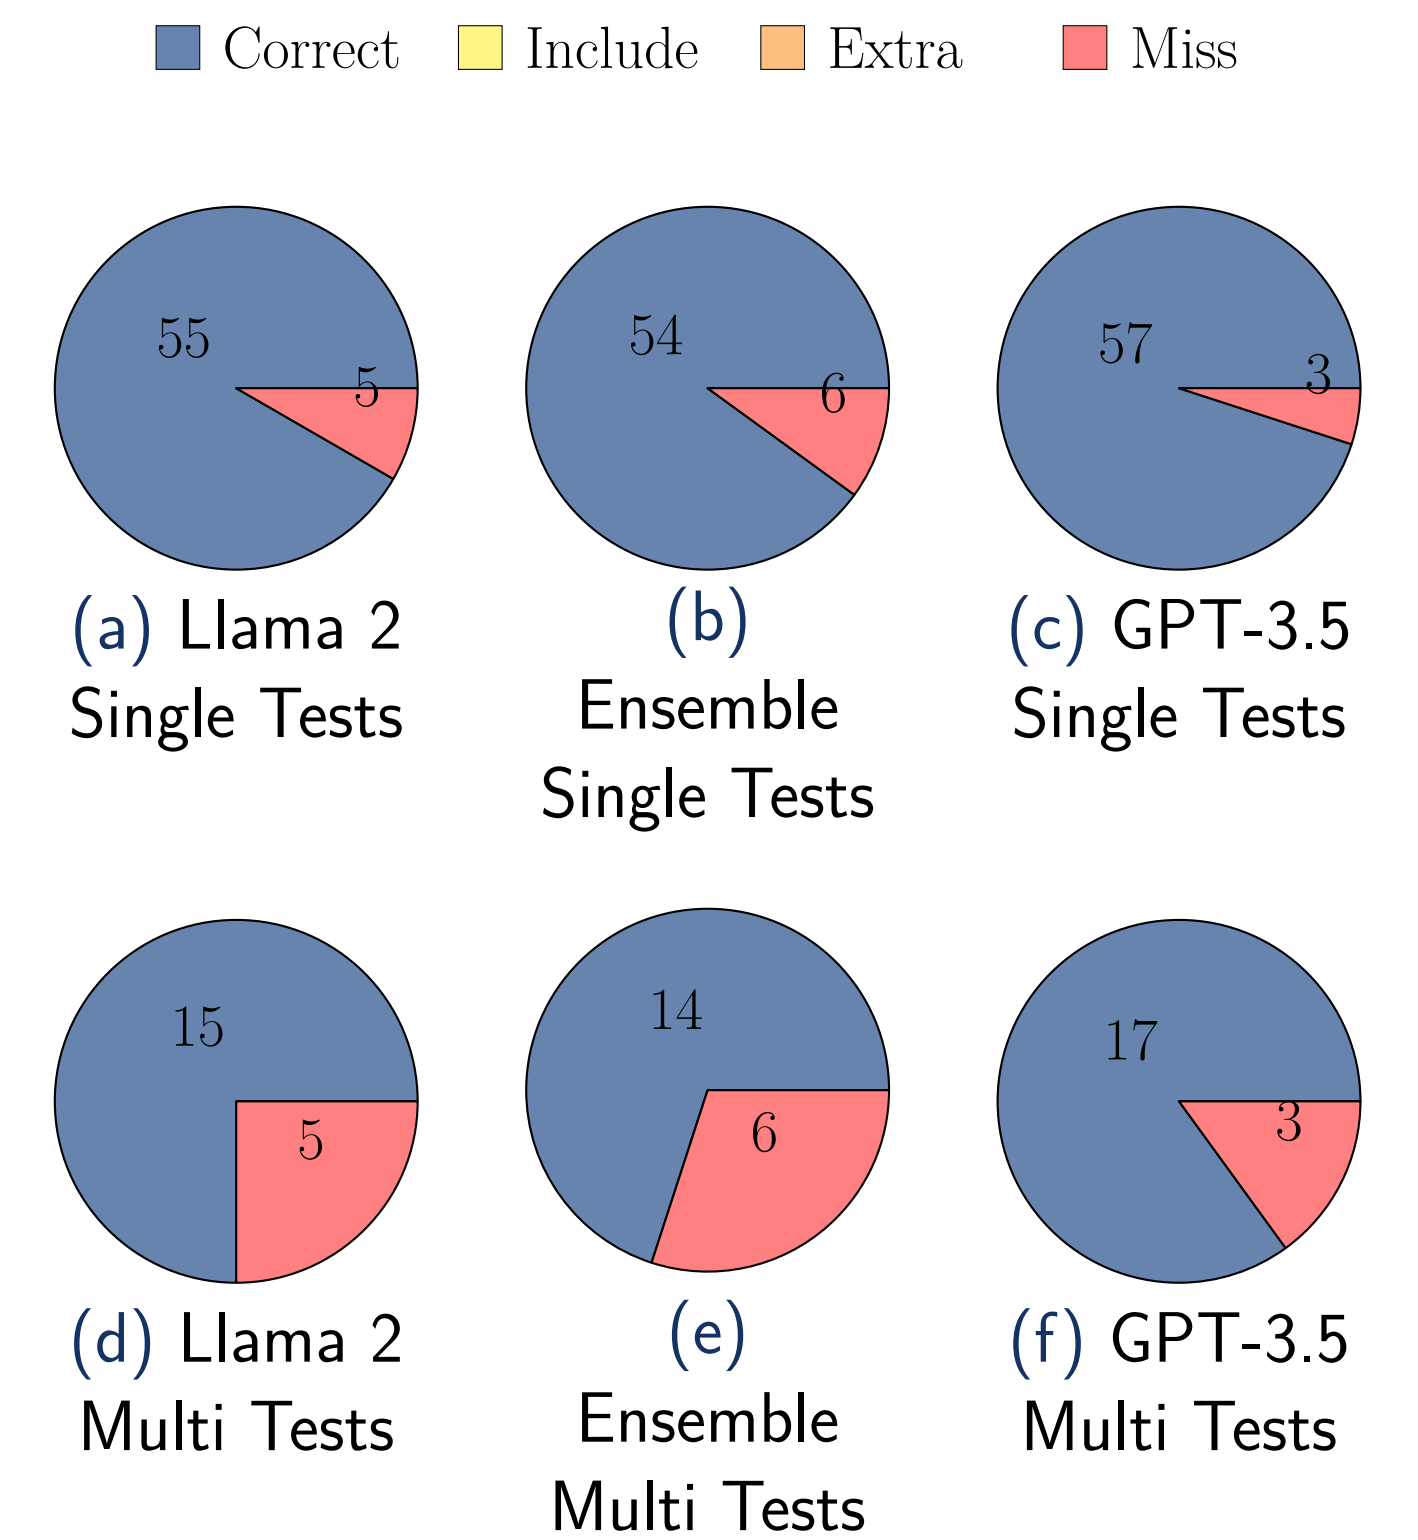 Correct Include Extra Miss
55 5
54 6
57 3
(a) Llama 2
Single Tests
(b)
Ensemble
Single Tests
(c) GPT-3.5
Single Tests
15 5
14 6
17 3
(d) Llama 2
Multi Tests
(e)
Ensemble
Multi Tests
(f) GPT-3.5
Multi Tests